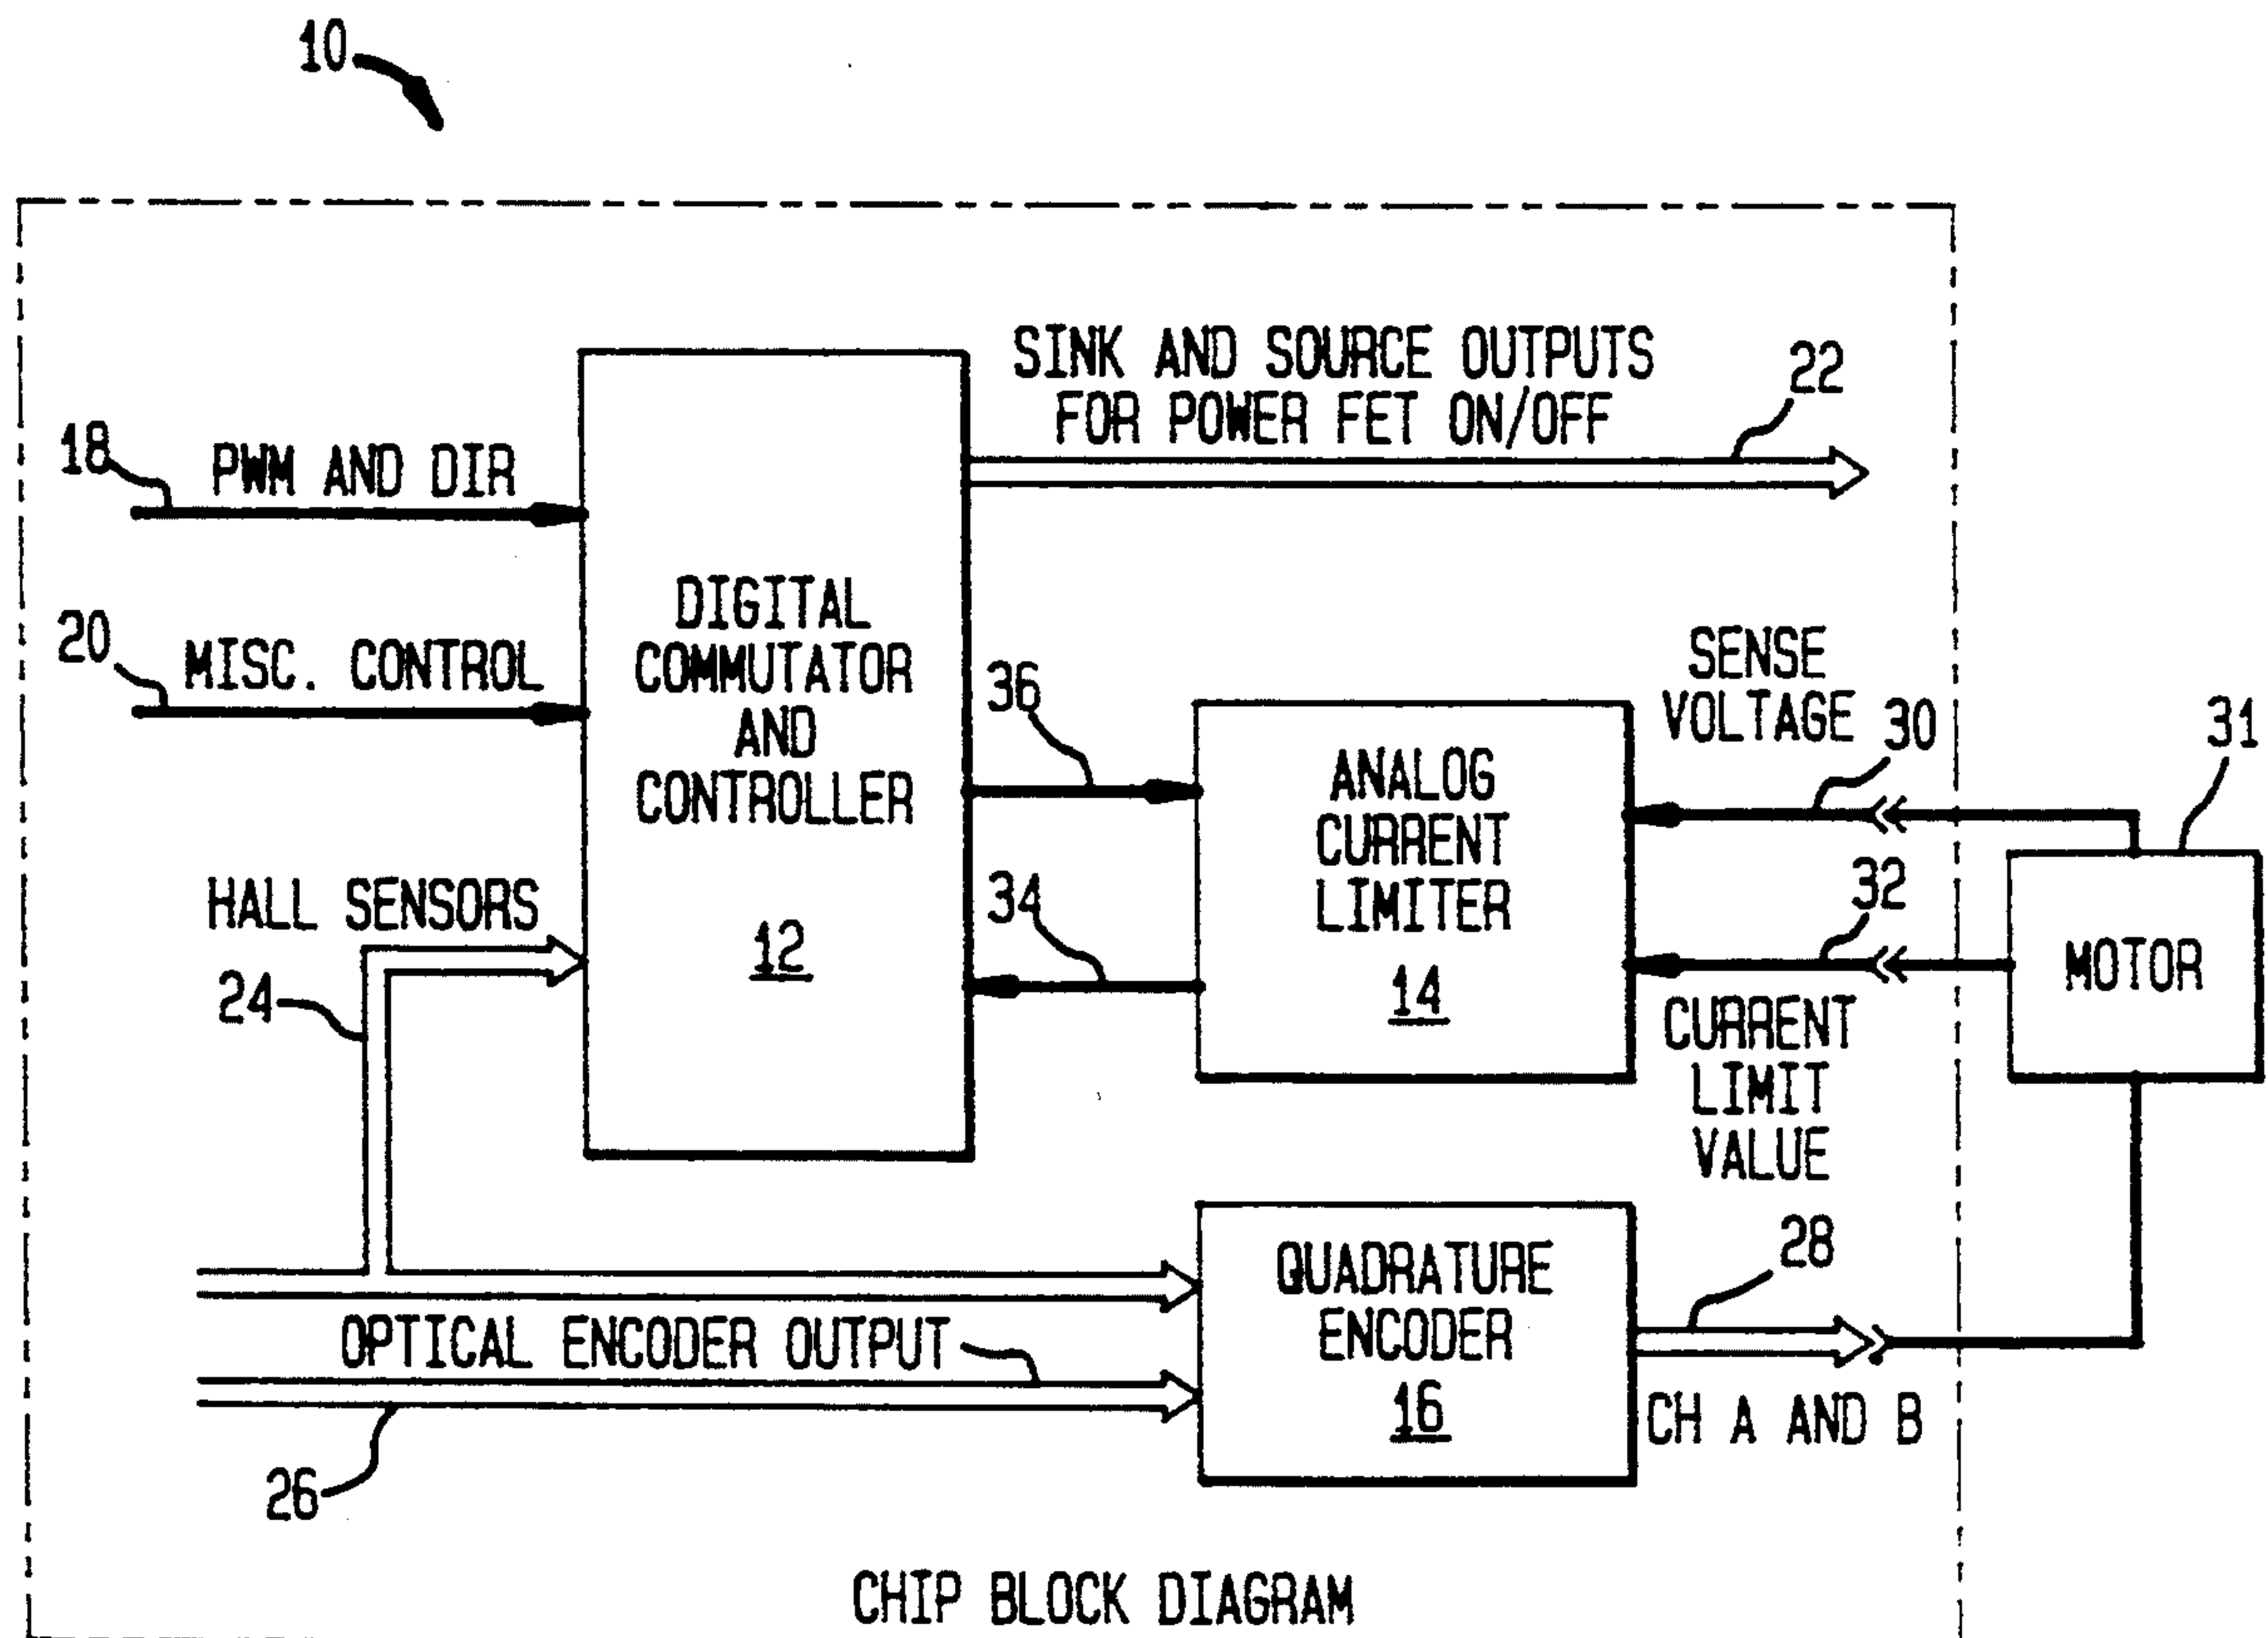 10
SINK AND SOURCE OUTPUTS
FOR POWER FET ON/OFF
22
18
PWM AND DIR
20
MISC. CONTROL
DIGITAL
COMMUTATOR
AND
CONTROLLER
12
36
34
ANALOG
CURRENT
LIMITER
14
SENSE
VOLTAGE
30
31
32
MOTOR
CURRENT
LIMIT
VALUE
HALL SENSORS
24
OPTICAL ENCODER OUTPUT
26
QUADRATURE
ENCODER
16
28
CH A AND B
CHIP BLOCK DIAGRAM